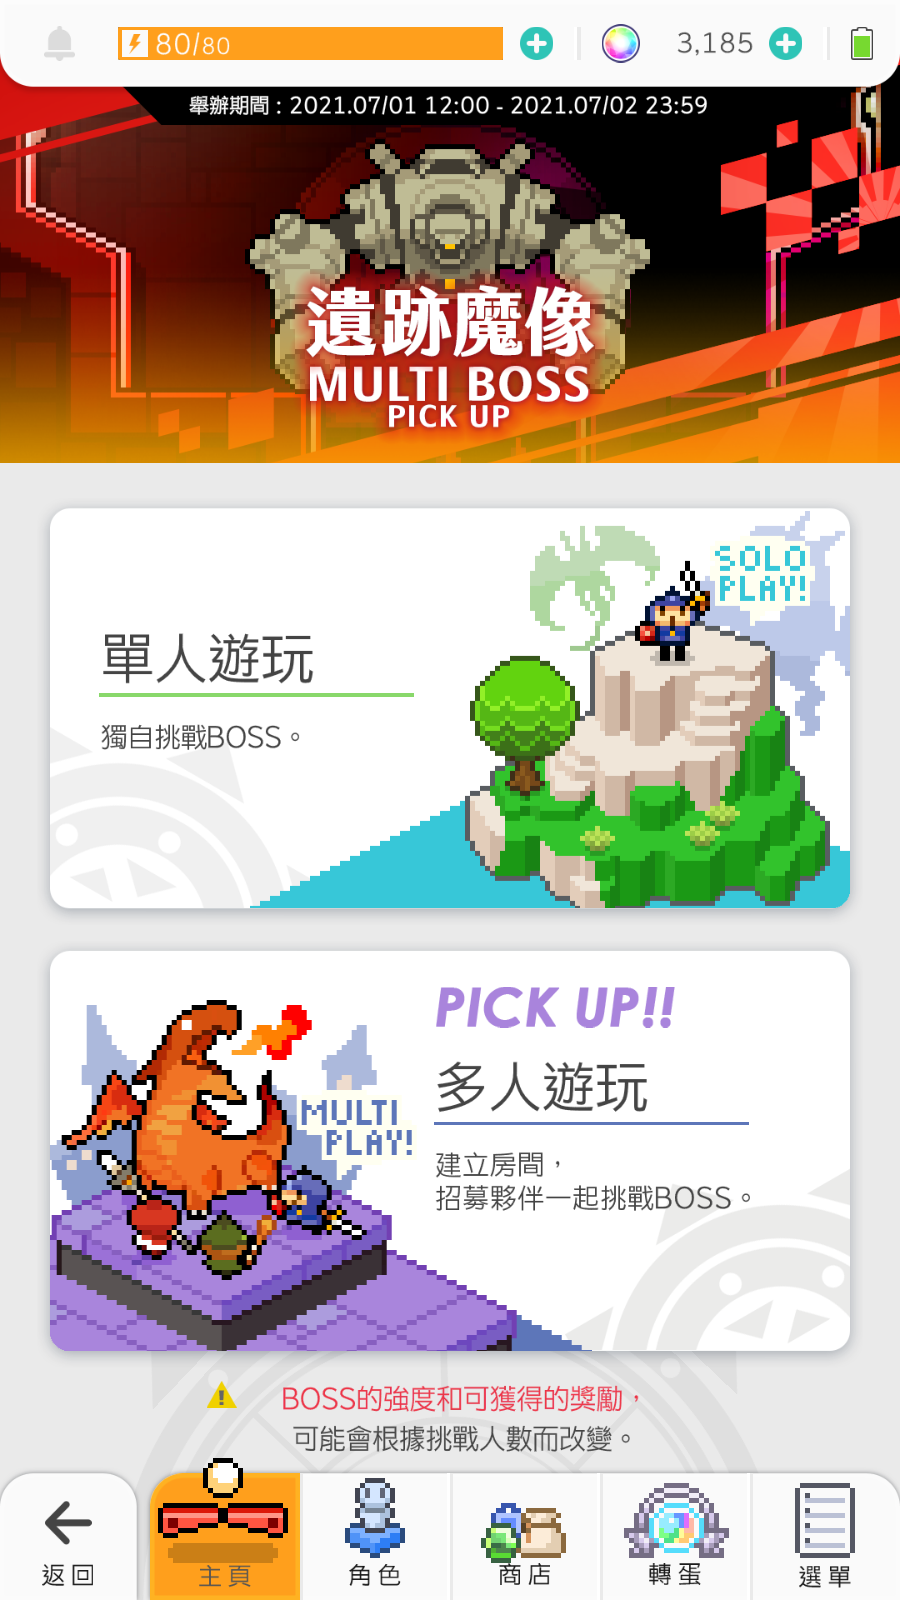 80/80
3,185
舉辦期間：2021.07/01 12:00 - 2021.07/02 23:59
遺跡魔像
MULTI BOSS
PICK UP
SOLO
PLAY!
單人遊玩
獨自挑戰BOSS。
PICK UP!!
多人遊玩
MULTI
PLAY!
建立房間，
招募夥伴一起挑戰BOSS。
BOSS的強度和可獲得的獎勵，
可能會根據挑戰人數而改變。
返回
主頁
角色
商店
轉蛋
選單